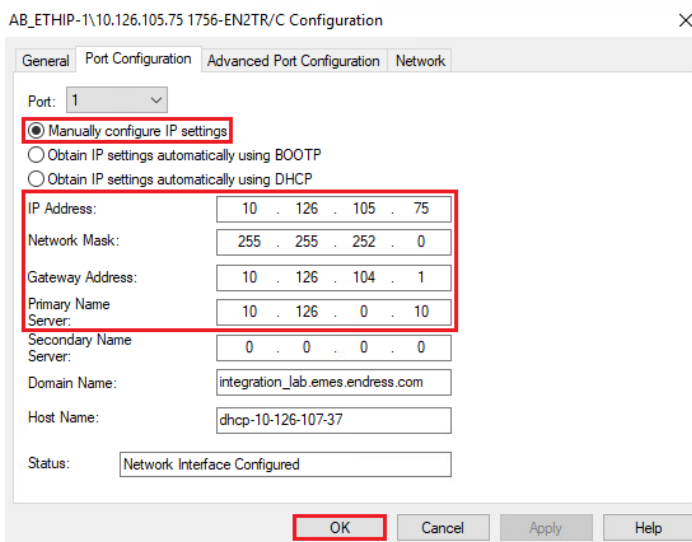 AB_ETHIP-1\10.126.105.75 1756-EN2TR/C Configuration
General Port Configuration Advanced Port Configuration Network
Port: 1
Manually configure IP settings
Obtain IP settings automatically using BOOTP
Obtain IP settings automatically using DHCP
IP Address: 10 . 126 . 105 . 75
Network Mask: 255 . 255 . 252 . 0
Gateway Address: 10 . 126 . 104 . 1
Primary Name
Server: 10 . 126 . 0 . 10
Secondary Name
Server: 0 . 0 . 0 . 0
Domain Name: integration_lab.emes.endress.com
Host Name: dhcp-10-126-107-37
Status: Network Interface Configured
OK Cancel Apply Help